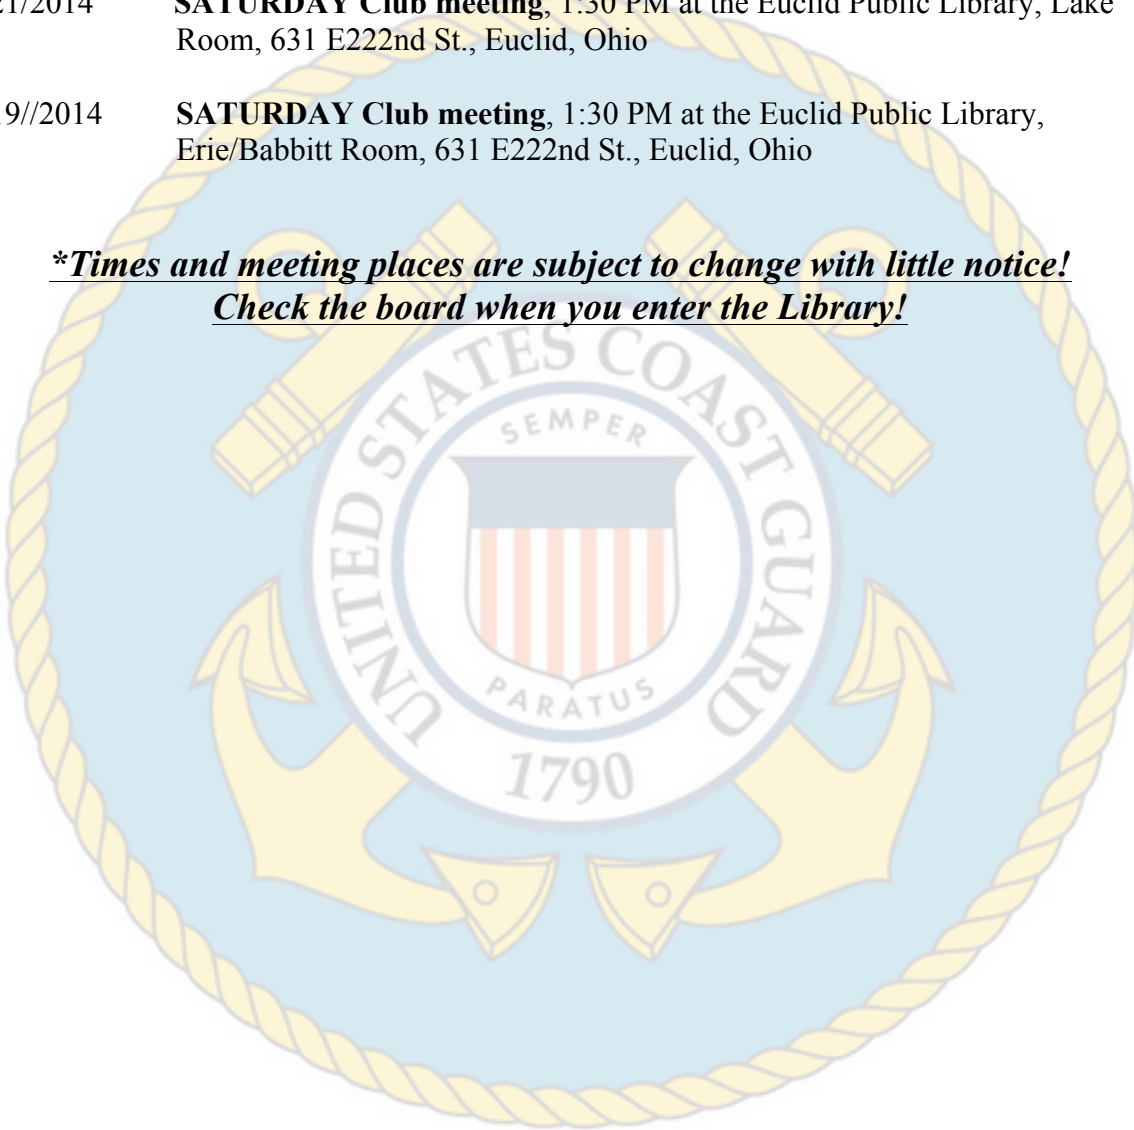 21/2014 SATURDAY Club meeting, 1:30 PM at the Euclid Public Library, Lake
Room, 631 E222nd St., Euclid, Ohio
9//2014 SATURDAY Club meeting, 1:30 PM at the Euclid Public Library,
Erie/Babbitt Room, 631 E222nd St., Euclid, Ohio
*Times and meeting places are subject to change with little notice!
Check the board when you enter the Library!
UNITED STATES COAST GUARD
SEMPER
PARATUS
1790